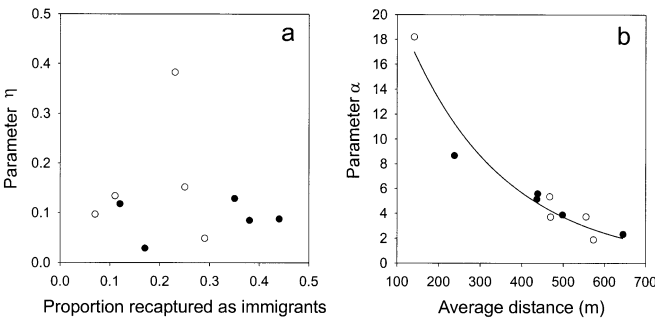 a
0.5
0.4
0.3
0.2
0.1
0.0
Parameter η
0.0 0.1 0.2 0.3 0.4 0.5
Proportion recaptured as immigrants
b
20
18
16
14
12
10
8
6
4
2
0
Parameter α
100 200 300 400 500 600 700
Average distance (m)